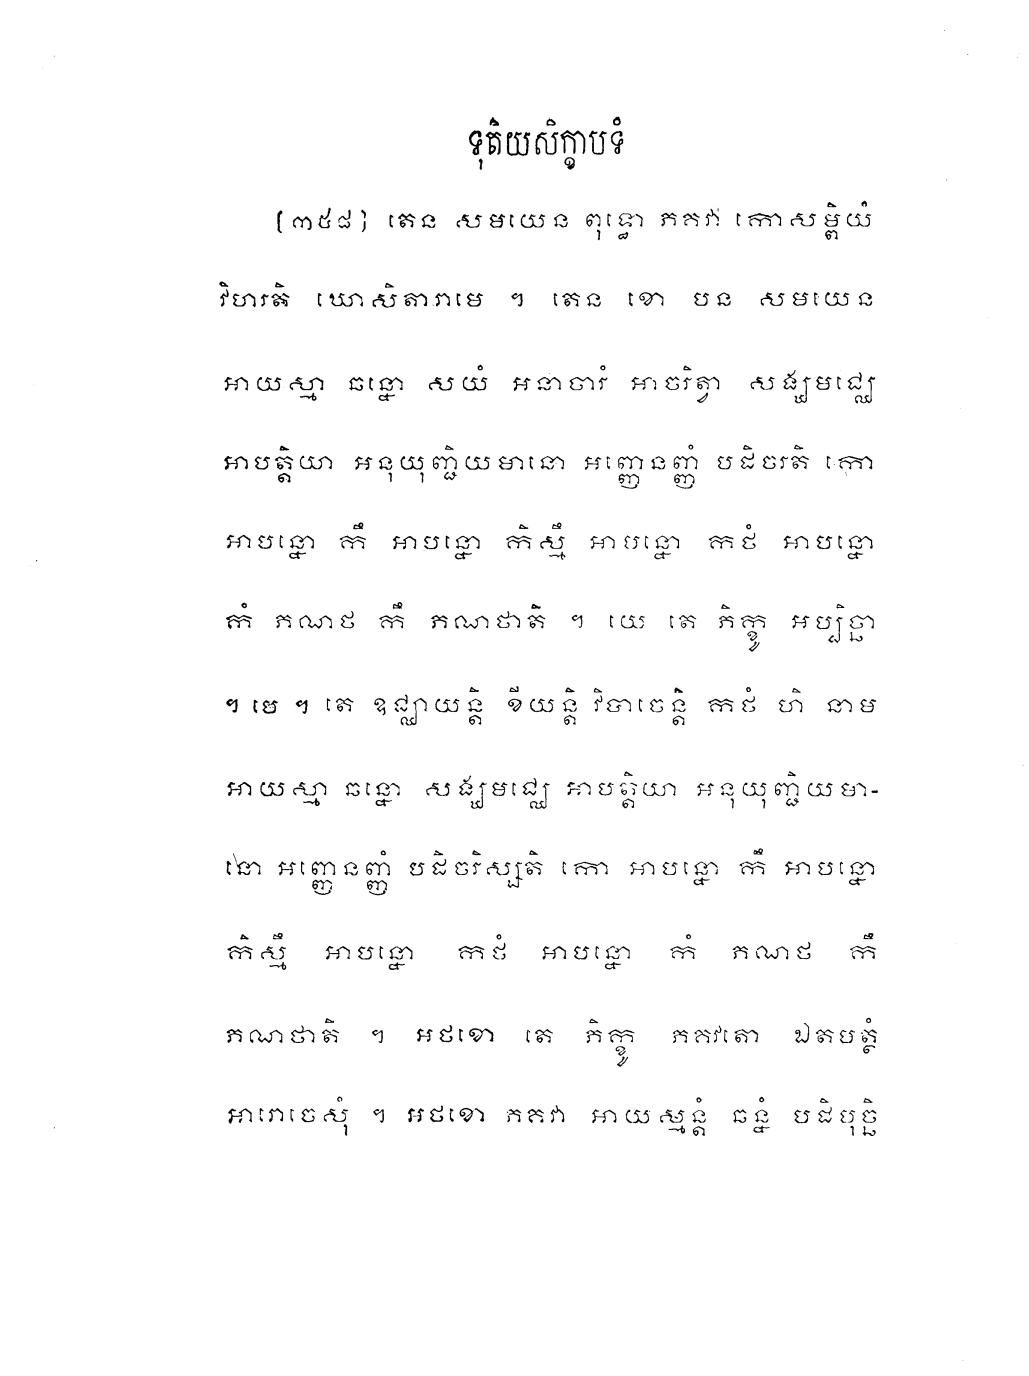 ទុតិយសិក្ខាបទំ
[៣៥៨] តេន សមយេន ពុទ្ធោ ភគវា កោសម្ពិយំ
វិហរតិ ឃោសិតារាមេ ។ តេន ខោ បន សមយេន
អាយស្មា ឆន្នោ សយំ អនាចារំ អាចរិត្វា សង្ឃមជ្ឈេ
អាបត្តិយា អនុយុញ្ជិយមានោ អញ្ញេនញ្ញំ បដិចរតិ កោ
អាបន្នោ កឹ អាបន្នោ កិស្មឹ អាបន្នោ កថំ អាបន្នោ
កំ ភណថ កឹ ភណថាតិ ។ យេ តេ ភិក្ខូ អប្បិច្ឆា
។ បេ ។ តេ ឧជ្ឈាយន្តិ ខីយន្តិ វិបាចេន្តិ កថំ ហិ នាម
អាយស្មា ឆន្នោ សង្ឃមជ្ឈេ អាបត្តិយា អនុយុញ្ជិយមា-
នោ អញ្ញេនញ្ញំ បដិចរិស្សតិ កោ អាបន្នោ កឹ អាបន្នោ
កិស្មឹ អាបន្នោ កថំ អាបន្នោ កំ ភណថ កឹ
ភណថាតិ ។ អថខោ តេ ភិក្ខូ ភគវតោ ឯតមត្ថំ
អារោចេសុំ ។ អថខោ ភគវា អាយស្មន្តំ ឆន្នំ បដិបុច្ឆិ